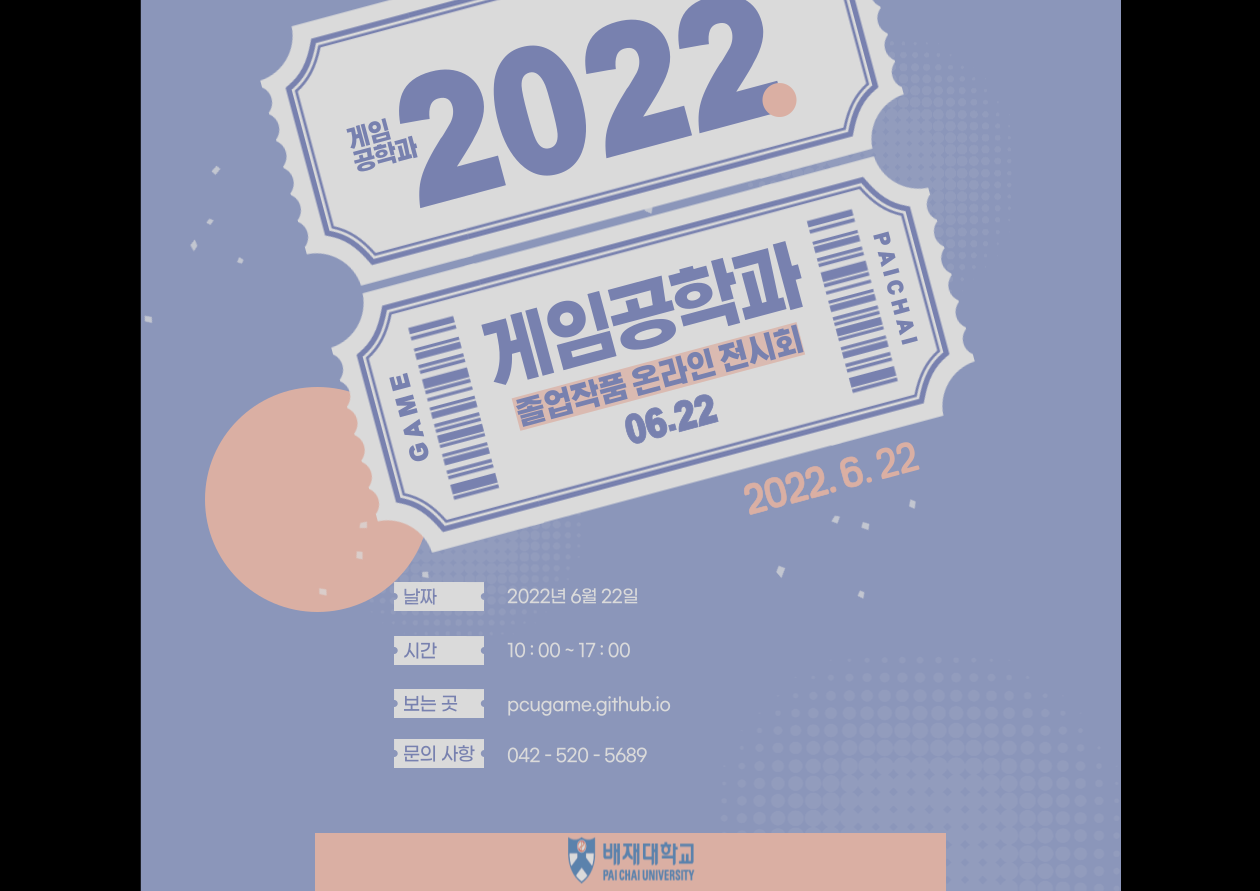 게임
공학과
2022.
게임공학과
졸업작품 온라인 전시회
06.22
GAME
PAICHAI
2022. 6. 22
날짜 2022년 6월 22일
시간 10 : 00 ~ 17 : 00
보는 곳 pcugame.github.io
문의 사항 042 - 520 - 5689
배재대학교
PAI CHAI UNIVERSITY